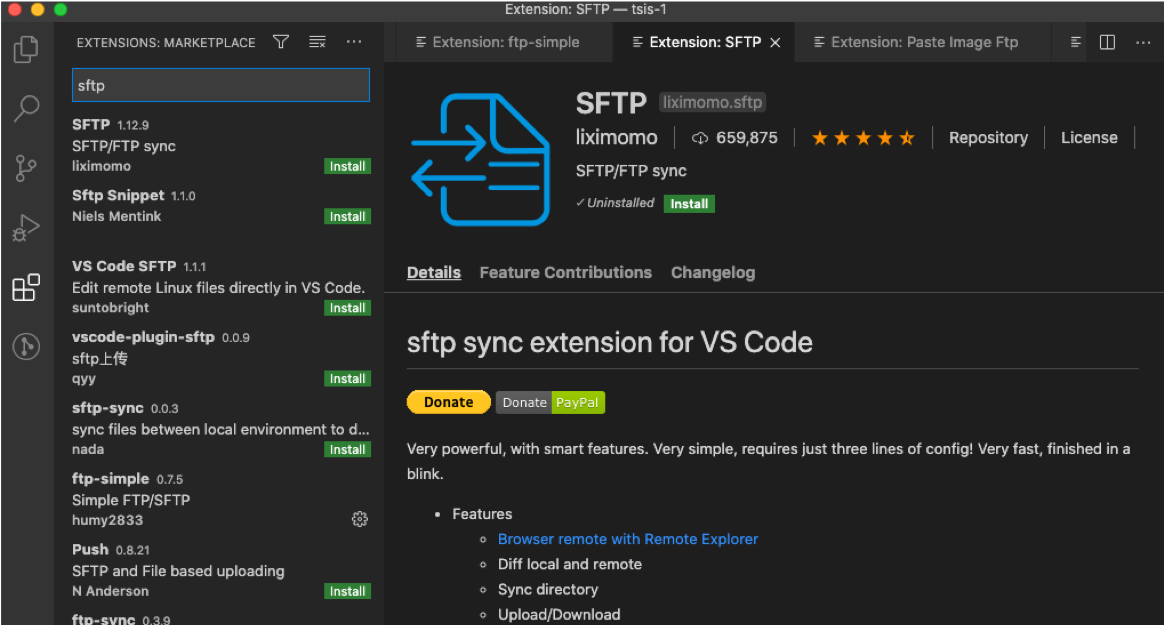 Extension: SFTP — tsis-1
EXTENSIONS: MARKETPLACE
sftp
SFTP 1.12.9
SFTP/FTP sync
liximomo Install
Sftp Snippet 1.1.0
Niels Mentink Install
VS Code SFTP 1.1.1
Edit remote Linux files directly in VS Code.
suntobright Install
vscode-plugin-sftp 0.0.9
sftp上传
qyy Install
sftp-sync 0.0.3
sync files between local environment to d...
nada Install
ftp-simple 0.7.5
Simple FTP/SFTP
humy2833
Push 0.8.21
SFTP and File based uploading
N Anderson Install
ftp-sync 0.3.9
Extension: ftp-simple Extension: SFTP Extension: Paste Image Ftp
SFTP liximomo.sftp
liximomo 659,875 Repository License
SFTP/FTP sync
✓Uninstalled Install
Details Feature Contributions Changelog
sftp sync extension for VS Code
Donate Donate PayPal
Very powerful, with smart features. Very simple, requires just three lines of config! Very fast, finished in a
blink.
• Features
◦ Browser remote with Remote Explorer
◦ Diff local and remote
◦ Sync directory
◦ Upload/Download